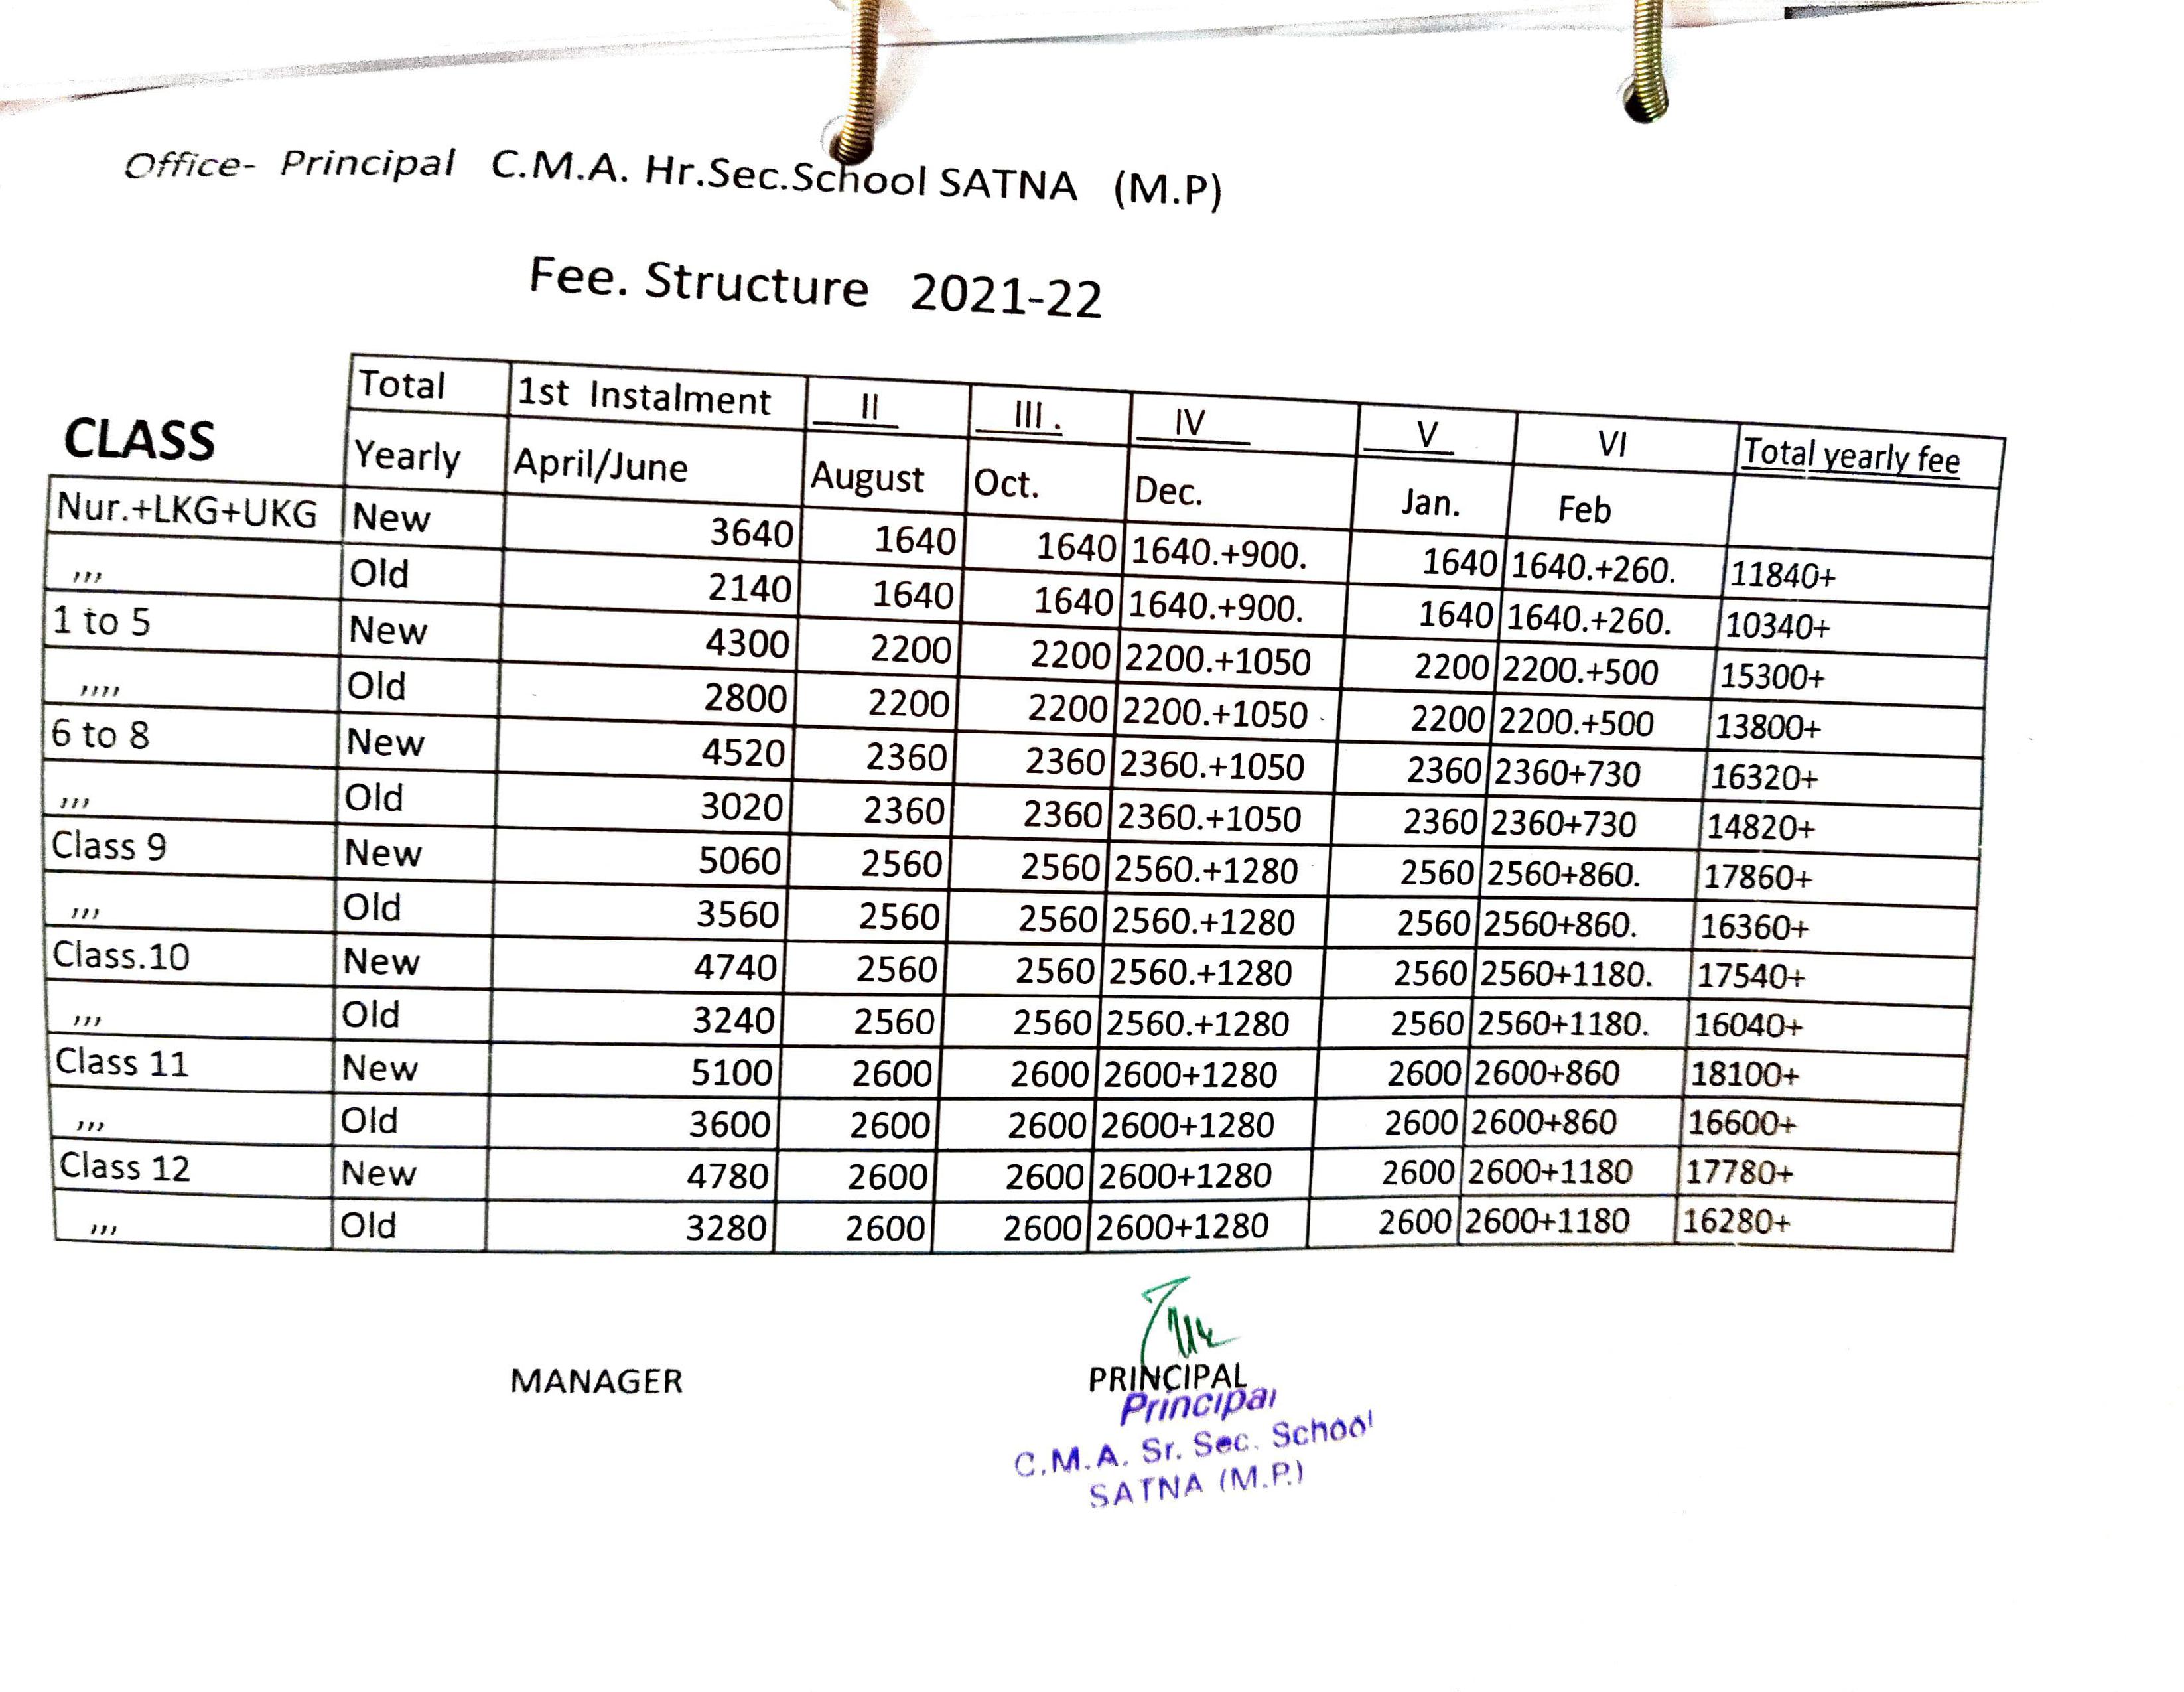 Office- Principal C.M.A. Hr.Sec.School SATNA (M.P)
Fee. Structure 2021-22
CLASS
Total 1st Instalment II III. IV V VI Total yearly fee
Yearly April/June August Oct. Dec. Jan. Feb
Nur.+LKG+UKG New 3640 1640 1640 1640.+900. 1640 1640.+260. 11840+
,,, Old 2140 1640 1640 1640.+900. 1640 1640.+260. 10340+
1 to 5 New 4300 2200 2200 2200.+1050 2200 2200.+500 15300+
,,,, Old 2800 2200 2200 2200.+1050 2200 2200.+500 13800+
6 to 8 New 4520 2360 2360 2360.+1050 2360 2360+730 16320+
,,, Old 3020 2360 2360 2360.+1050 2360 2360+730 14820+
Class 9 New 5060 2560 2560 2560.+1280 2560 2560+860. 17860+
,,, Old 3560 2560 2560 2560.+1280 2560 2560+860. 16360+
Class.10 New 4740 2560 2560 2560.+1280 2560 2560+1180. 17540+
,,, Old 3240 2560 2560 2560.+1280 2560 2560+1180. 16040+
Class 11 New 5100 2600 2600 2600+1280 2600 2600+860 18100+
,,, Old 3600 2600 2600 2600+1280 2600 2600+860 16600+
Class 12 New 4780 2600 2600 2600+1280 2600 2600+1180 17780+
,,, Old 3280 2600 2600 2600+1280 2600 2600+1180 16280+
MANAGER PRINCIPAL
Principal
C.M.A. Sr. Sec. School
SATNA (M.P.)